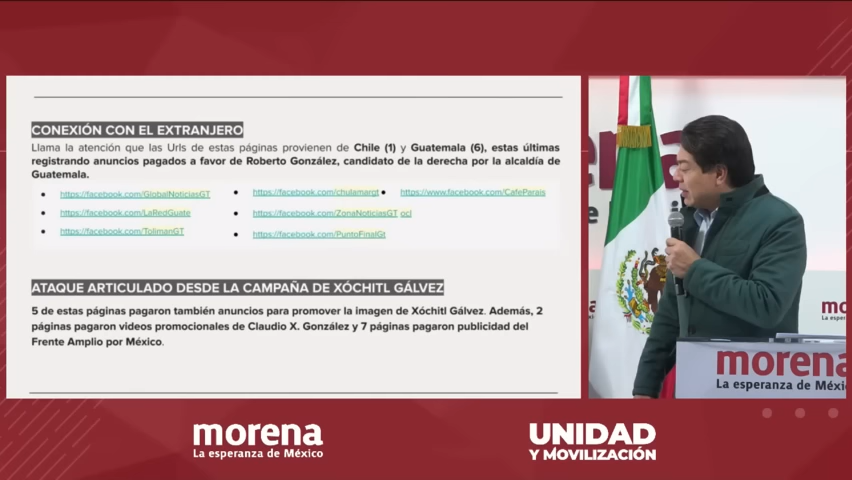 CONEXIÓN CON EL EXTRANJERO
Llama la atención que las Urls de estas páginas provienen de Chile (1) y Guatemala (6), estas últimas
registrando anuncios pagados a favor de Roberto González, candidato de la derecha por la alcaldía de
Guatemala.
• https://facebook.com/GlobalNoticiasGT
• https://facebook.com/LaRedGuate
• https://facebook.com/TolimanGT
• https://facebook.com/chulamargt
• https://facebook.com/ZonaNoticiasGT
• https://facebook.com/PuntoFinalGt
• https://www.facebook.com/CafeParais
ocl
ATAQUE ARTICULADO DESDE LA CAMPAÑA DE XÓCHITL GÁLVEZ
5 de estas páginas pagaron también anuncios para promover la imagen de Xóchitl Gálvez. Además, 2
páginas pagaron videos promocionales de Claudio X. González y 7 páginas pagaron publicidad del
Frente Amplio por México.
morena
La esperanza de Méxi
morena
La esperanza de México
UNIDAD
Y MOVILIZACIÓN